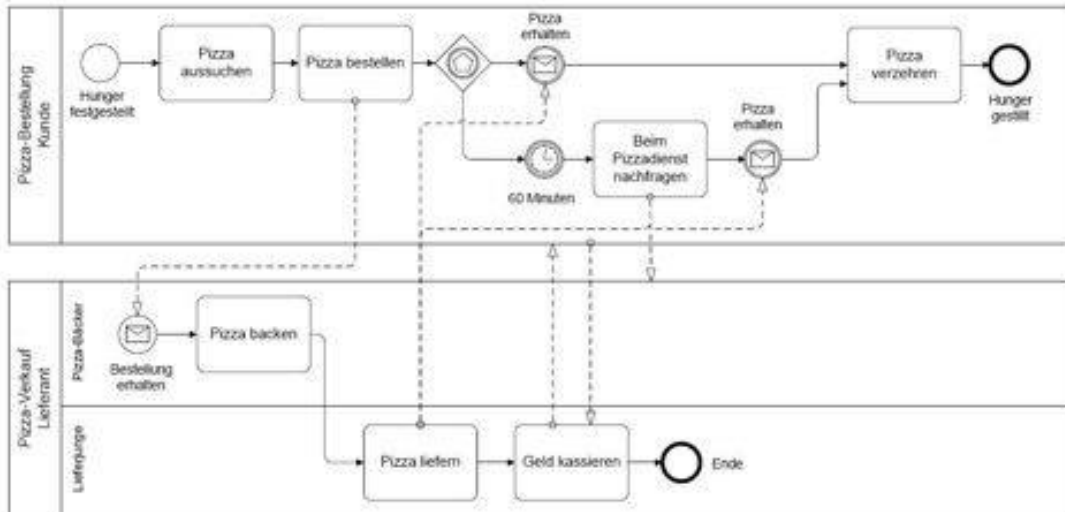 Pizza-Bestellung
Kunde
Hunger
festgestellt
Pizza
aussuchen
Pizza bestellen
Pizza
erhalten
60 Minuten
Beim
Pizzadienst
nachfragen
Pizza
erhalten
Pizza
verzehren
Hunger
gestillt
Pizza-Verkauf
Lieferant
Pizza-Bäcker
Bestellung
erhalten
Pizza backen
Lieferjunge
Pizza liefern
Geld kassieren
Ende